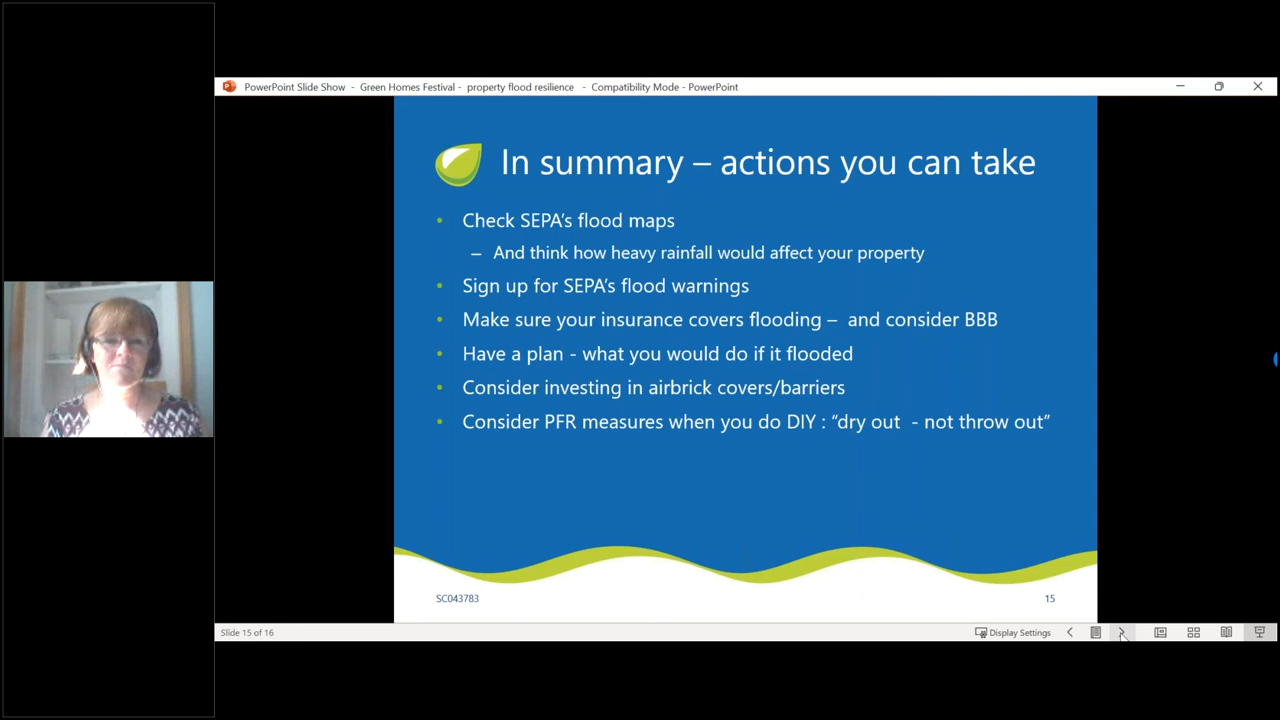 PowerPoint Slide Show - Green Homes Festival - property flood resilience - Compatibility Mode - PowerPoint
In summary – actions you can take
• Check SEPA's flood maps
– And think how heavy rainfall would affect your property
• Sign up for SEPA's flood warnings
• Make sure your insurance covers flooding – and consider BBB
• Have a plan - what you would do if it flooded
• Consider investing in airbrick covers/barriers
• Consider PFR measures when you do DIY : “dry out - not throw out”
SC043783
15
Slide 15 of 16
Display Settings